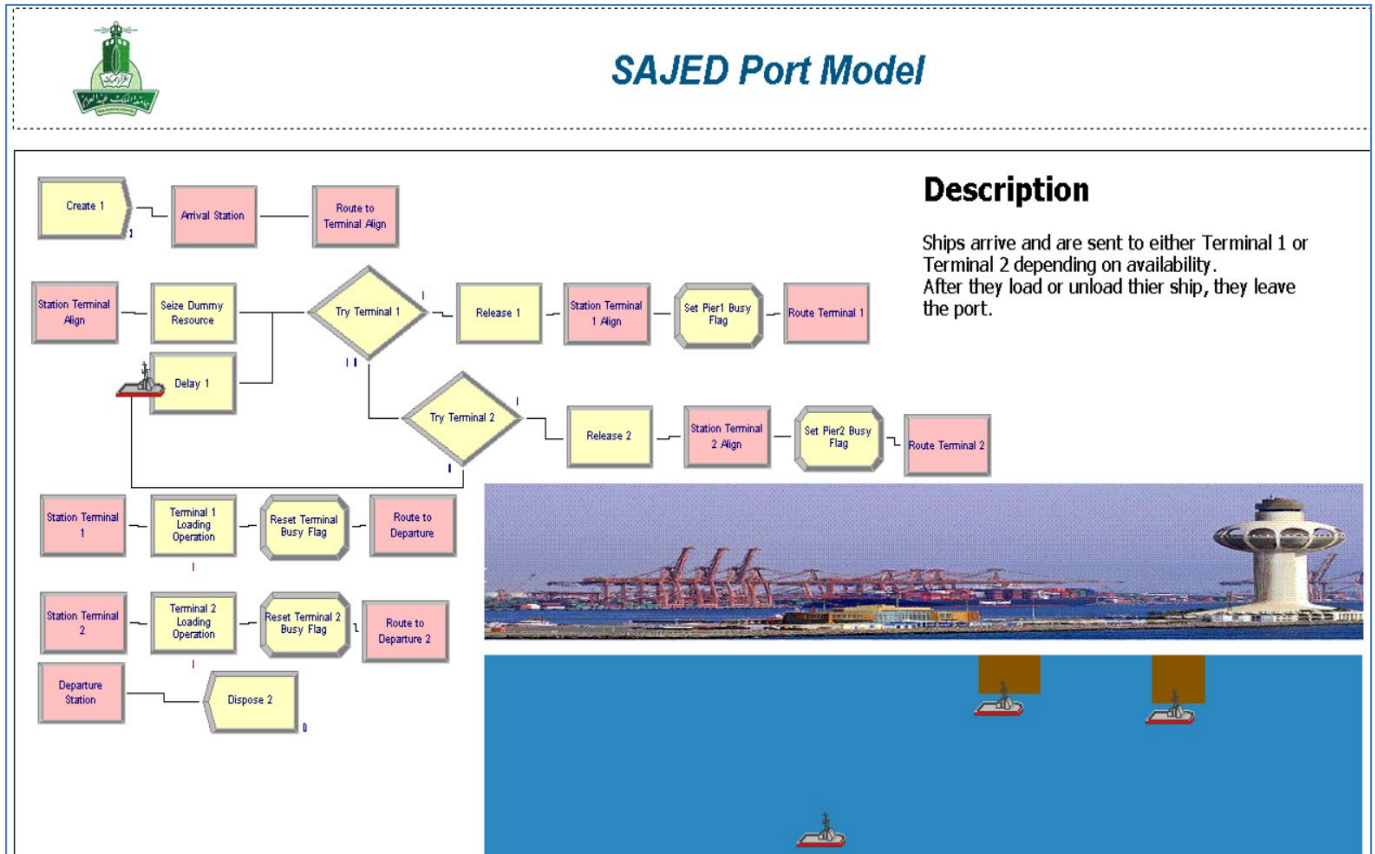 SAJED Port Model
Description
Ships arrive and are sent to either Terminal 1 or
Terminal 2 depending on availability.
After they load or unload thier ship, they leave
the port.
Create 1
Arrival Station
Route to
Terminal Align
Station Terminal
Align
Seize Dummy
Resource
Try Terminal 1
Release 1
Station Terminal
1 Align
Set Pier1 Busy
Flag
Route Terminal 1
Delay 1
Try Terminal 2
Release 2
Station Terminal
2 Align
Set Pier2 Busy
Flag
Route Terminal 2
Station Terminal
1
Terminal 1
Loading
Operation
Reset Terminal
Busy Flag
Route to
Departure
Station Terminal
2
Terminal 2
Loading
Operation
Reset Terminal 2
Busy Flag
Route to
Departure 2
Departure
Station
Dispose 2